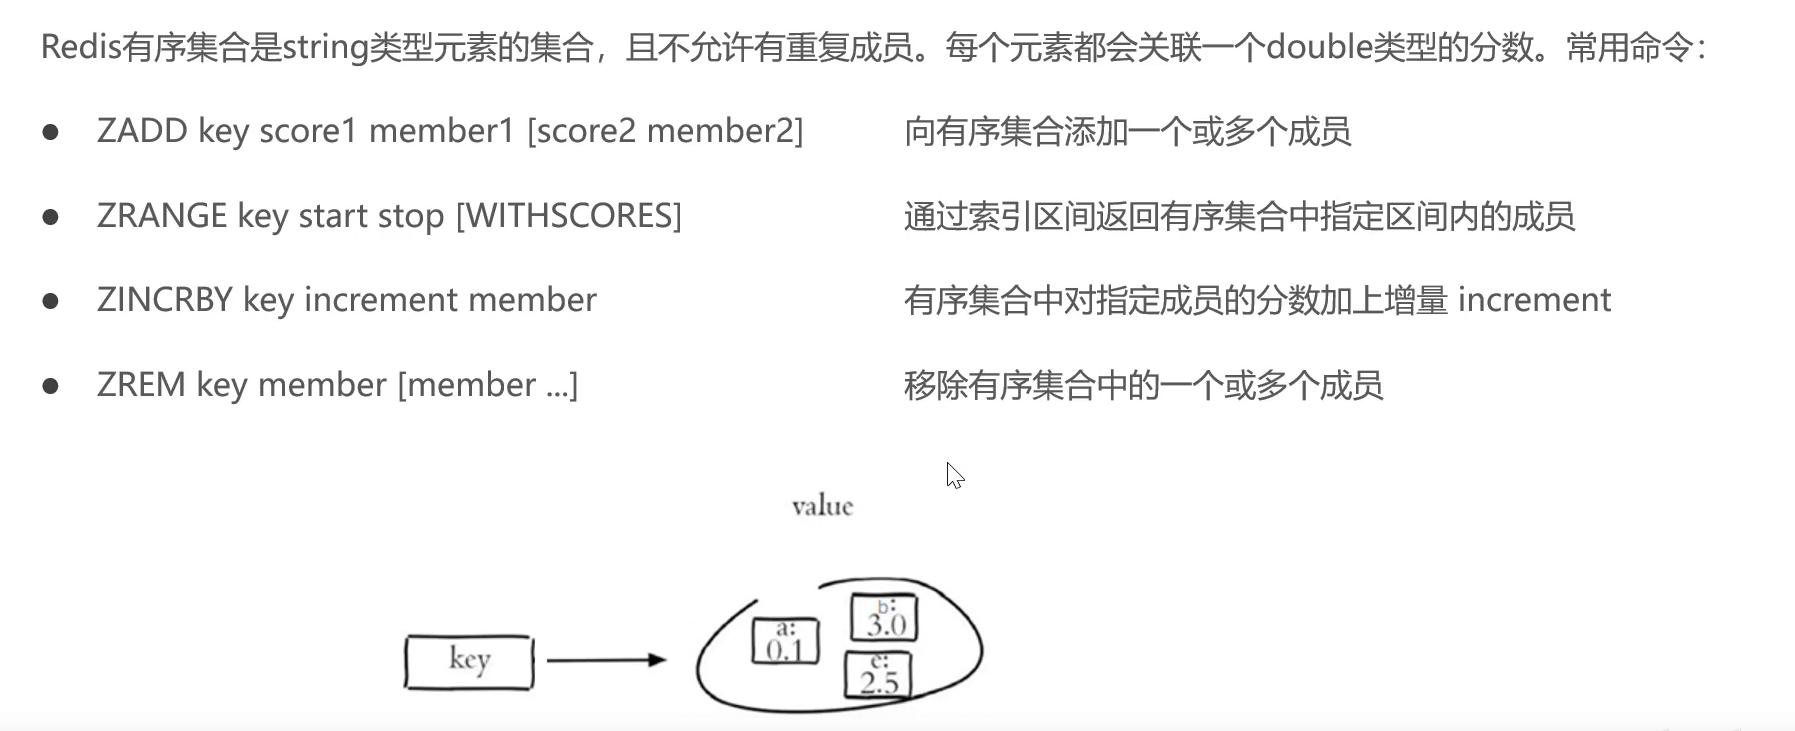 Redis有序集合是string类型元素的集合，且不允许有重复成员。每个元素都会关联一个double类型的分数。常用命令：
● ZADD key score1 member1 [score2 member2] 向有序集合添加一个或多个成员
● ZRANGE key start stop [WITHSCORES] 通过索引区间返回有序集合中指定区间内的成员
● ZINCRBY key increment member 有序集合中对指定成员的分数加上增量 increment
● ZREM key member [member ...] 移除有序集合中的一个或多个成员
value
b:
3.0
a:
0.1
key
e:
2.5